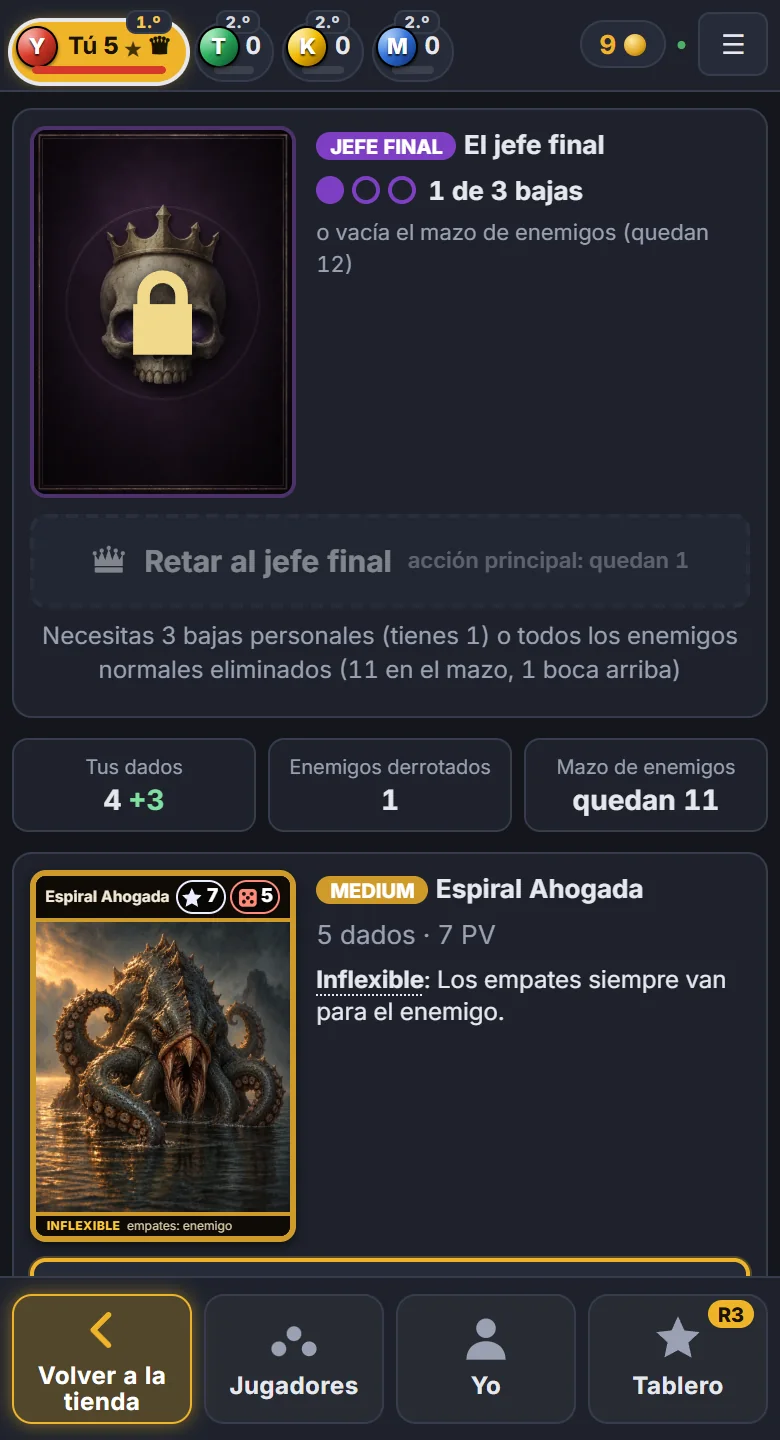 1.º
Y Tú 5 ★
2.º
T 0
2.º
K 0
2.º
M 0
9
☰
JEFE FINAL El jefe final
1 de 3 bajas
o vacía el mazo de enemigos (quedan
12)
Retar al jefe final acción principal: quedan 1
Necesitas 3 bajas personales (tienes 1) o todos los enemigos
normales eliminados (11 en el mazo, 1 boca arriba)
Tus dados
4 +3
Enemigos derrotados
1
Mazo de enemigos
quedan 11
Espiral Ahogada 7 5
INFLEXIBLE empates: enemigo
MEDIUM Espiral Ahogada
5 dados · 7 PV
Inflexible: Los empates siempre van
para el enemigo.
Volver a la
tienda
Jugadores
Yo
R3
Tablero